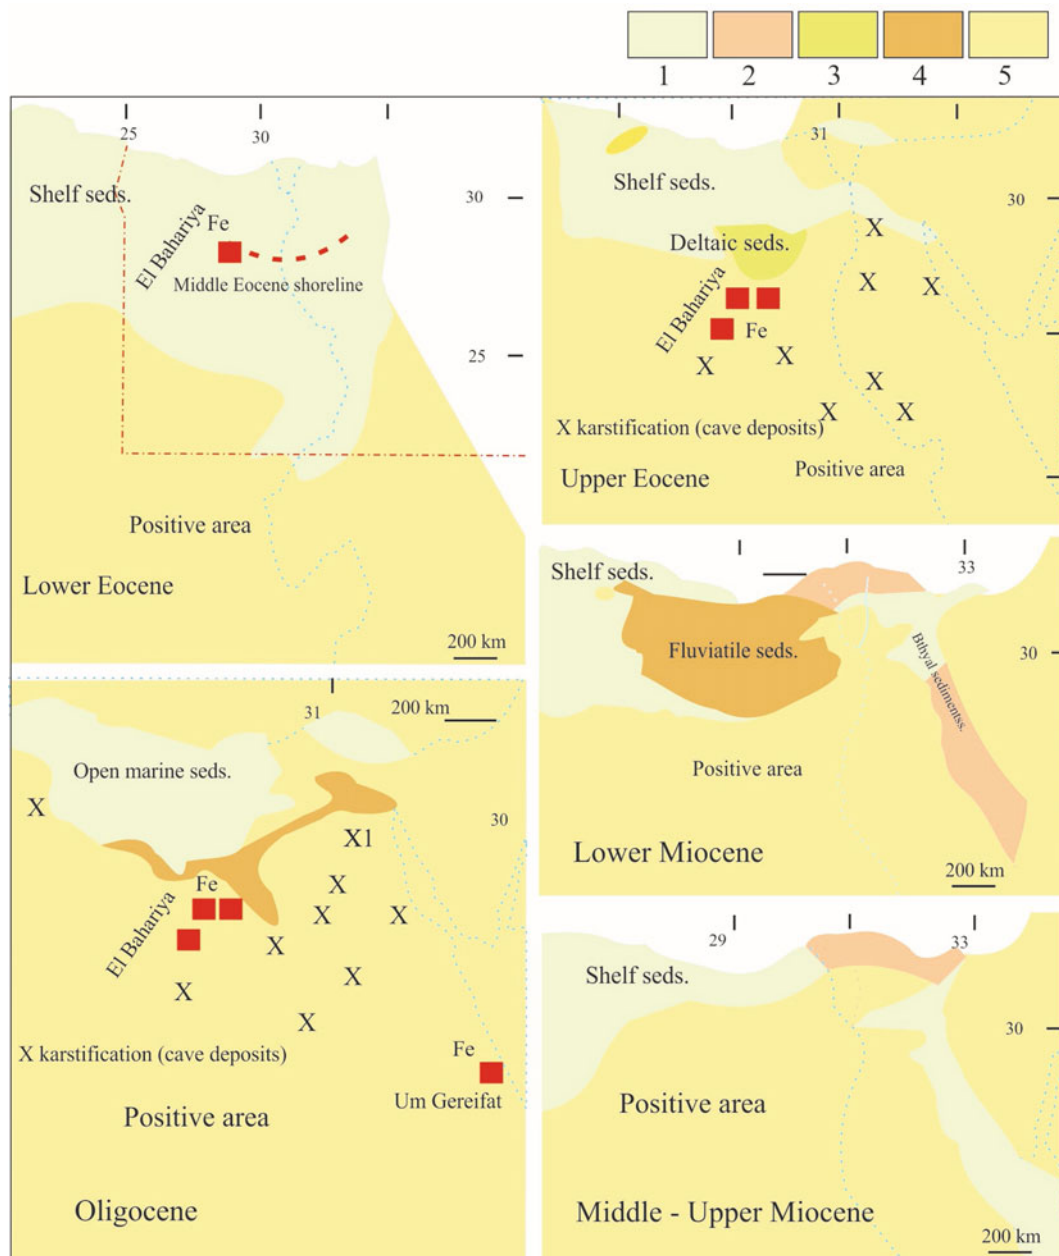 1 2 3 4 5
25 30
Shelf seds.
30
El Bahariya
Fe
Middle Eocene shoreline
25
Positive area
Lower Eocene
200 km
31
Shelf seds.
30
X
Deltaic seds.
X X
El Bahariya
Fe
X X
X
X X
X karstification (cave deposits)
Positive area
Upper Eocene
31
200 km
Open marine seds.
X
30
X1
Fe
X
El Bahariya
X X
X
X X
X
X karstification (cave deposits)
Fe
Um Gereifat
Positive area
Oligocene
Shelf seds.
33
Fluviatile seds.
Bthyal sedimentss.
30
Positive area
Lower Miocene
200 km
29 33
Shelf seds.
30
Positive area
Middle - Upper Miocene
200 km